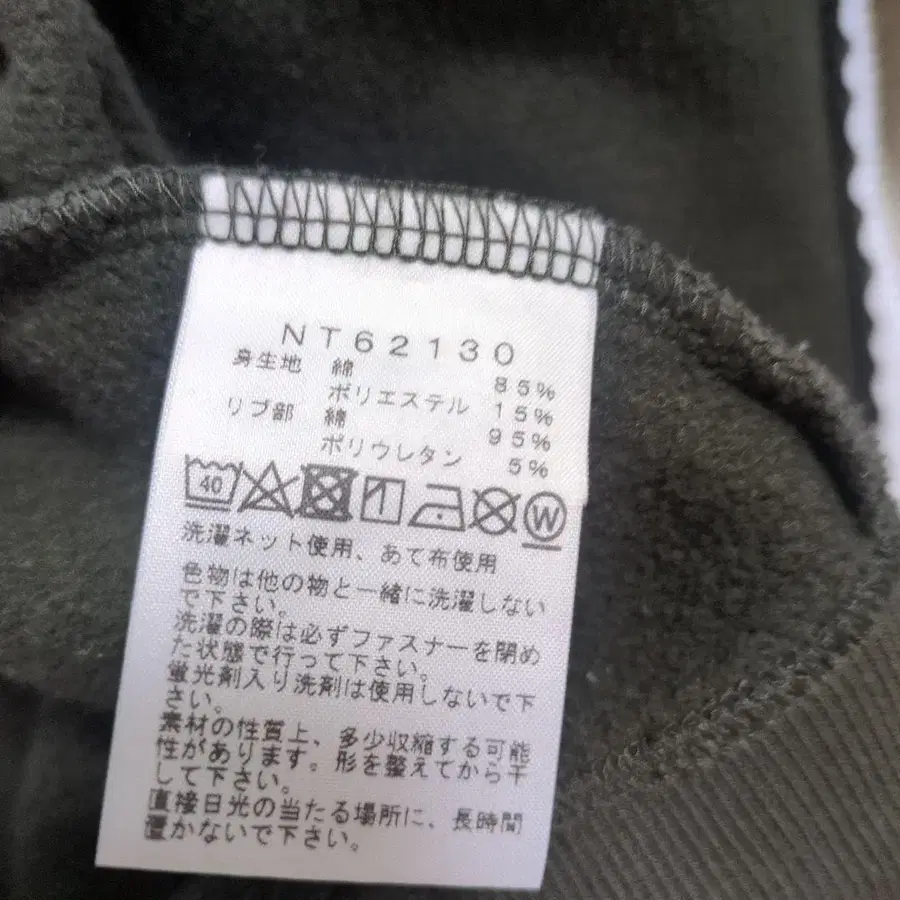 NT62130
身生地 綿 85%
ポリエステル 15%
リブ部 綿 95%
ポリウレタン 5%
40 W
洗濯ネット使用、あて布使用
色物は他の物と一緒に洗濯しない
で下さい。
洗濯の際は必ずファスナーを閉め
た状態で行って下さい。
蛍光剤入り洗剤は使用しないで下
さい。
素材の性質上、多少収縮する可能
性があります。形を整えてから干
して下さい。
直接日光の当たる場所に、長時間
置かないで下さい。